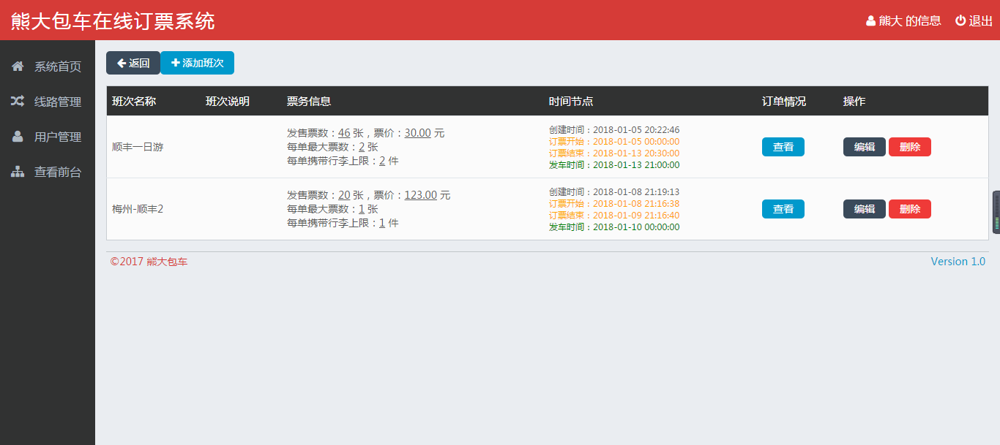 熊大包车在线订票系统
熊大 的信息 退出
系统首页
线路管理
用户管理
查看前台
返回 添加班次
班次名称 班次说明 票务信息 时间节点 订单情况 操作
顺丰一日游
发售票数：46 张，票价：30.00 元
每单最大票数：2 张
每单携带行李上限：2 件
创建时间：2018-01-05 20:22:46
订票开始：2018-01-05 00:00:00
订票结束：2018-01-13 20:30:00
发车时间：2018-01-13 21:00:00
查看 编辑 删除
梅州-顺丰2
发售票数：20 张，票价：123.00 元
每单最大票数：1 张
每单携带行李上限：1 件
创建时间：2018-01-08 21:19:13
订票开始：2018-01-08 21:16:38
订票结束：2018-01-09 21:16:40
发车时间：2018-01-10 00:00:00
查看 编辑 删除
©2017 熊大包车 Version 1.0